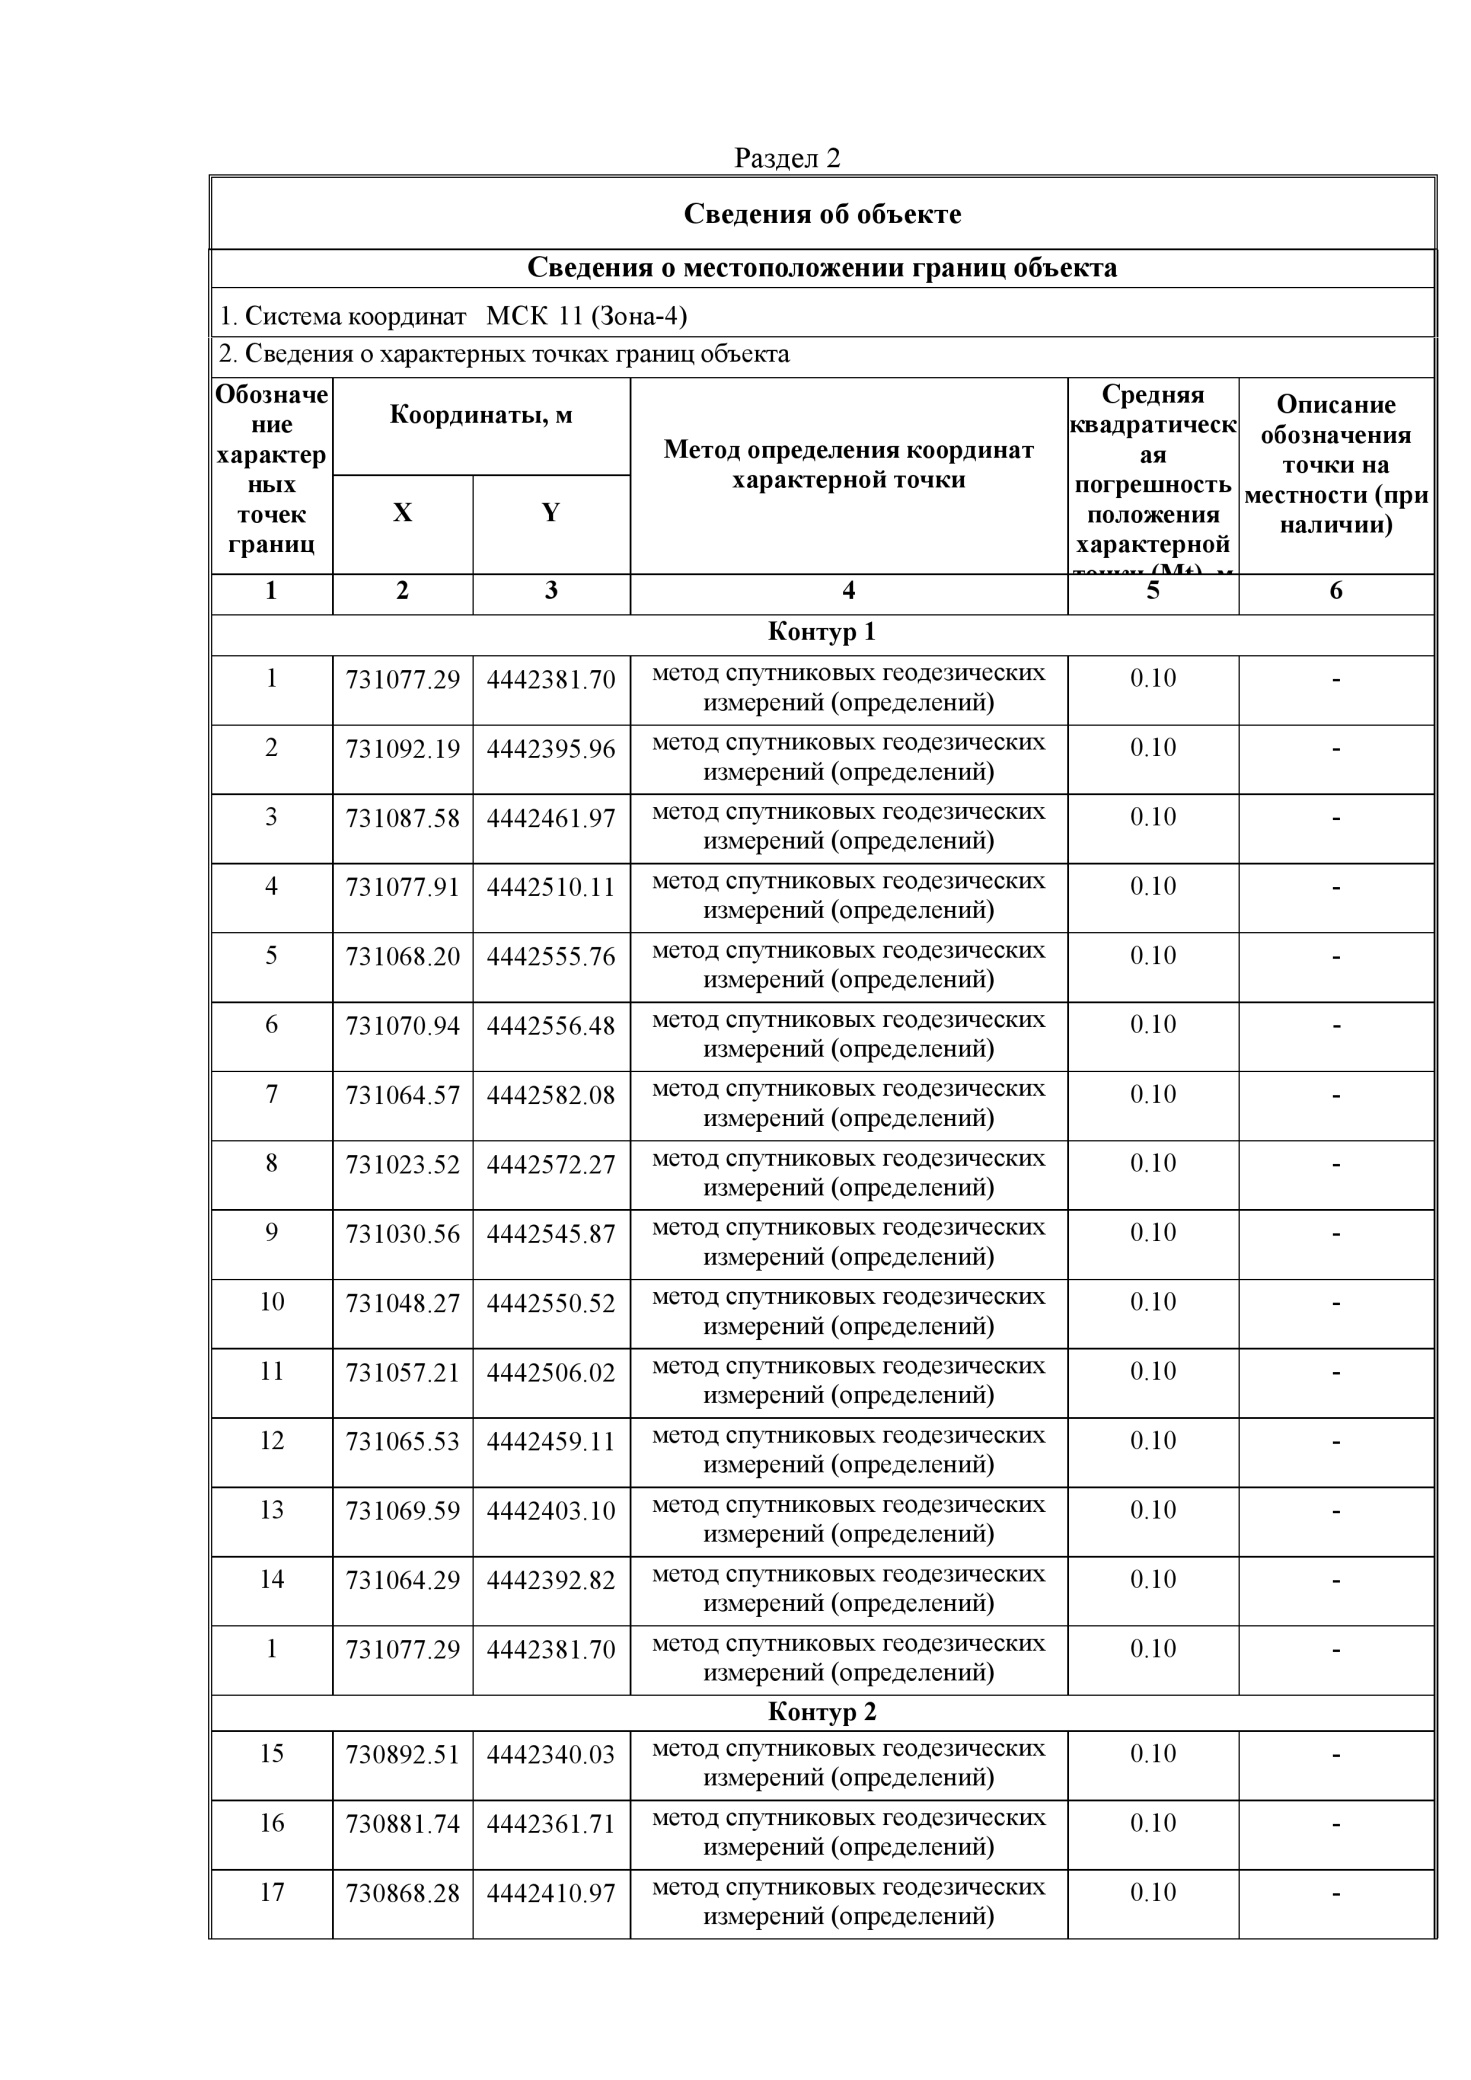 Раздел 2
Сведения об объекте
Сведения о местоположении границ объекта
1. Система координат МСК 11 (Зона-4)
2. Сведения о характерных точках границ объекта
Обозначе
ние
характер
ных
точек
границ
Координаты, м
X
Y
Метод определения координат
характерной точки
Средняя
квадратическ
ая
погрешность
положения
характерной
точки (Mt), м
Описание
обозначения
точки на
местности (при
наличии)
1 2 3 4 5 6
Контур 1
1 731077.29 4442381.70 метод спутниковых геодезических 0.10 -
измерений (определений)
2 731092.19 4442395.96 метод спутниковых геодезических 0.10 -
измерений (определений)
3 731087.58 4442461.97 метод спутниковых геодезических 0.10 -
измерений (определений)
4 731077.91 4442510.11 метод спутниковых геодезических 0.10 -
измерений (определений)
5 731068.20 4442555.76 метод спутниковых геодезических 0.10 -
измерений (определений)
6 731070.94 4442556.48 метод спутниковых геодезических 0.10 -
измерений (определений)
7 731064.57 4442582.08 метод спутниковых геодезических 0.10 -
измерений (определений)
8 731023.52 4442572.27 метод спутниковых геодезических 0.10 -
измерений (определений)
9 731030.56 4442545.87 метод спутниковых геодезических 0.10 -
измерений (определений)
10 731048.27 4442550.52 метод спутниковых геодезических 0.10 -
измерений (определений)
11 731057.21 4442506.02 метод спутниковых геодезических 0.10 -
измерений (определений)
12 731065.53 4442459.11 метод спутниковых геодезических 0.10 -
измерений (определений)
13 731069.59 4442403.10 метод спутниковых геодезических 0.10 -
измерений (определений)
14 731064.29 4442392.82 метод спутниковых геодезических 0.10 -
измерений (определений)
1 731077.29 4442381.70 метод спутниковых геодезических 0.10 -
измерений (определений)
Контур 2
15 730892.51 4442340.03 метод спутниковых геодезических 0.10 -
измерений (определений)
16 730881.74 4442361.71 метод спутниковых геодезических 0.10 -
измерений (определений)
17 730868.28 4442410.97 метод спутниковых геодезических 0.10 -
измерений (определений)